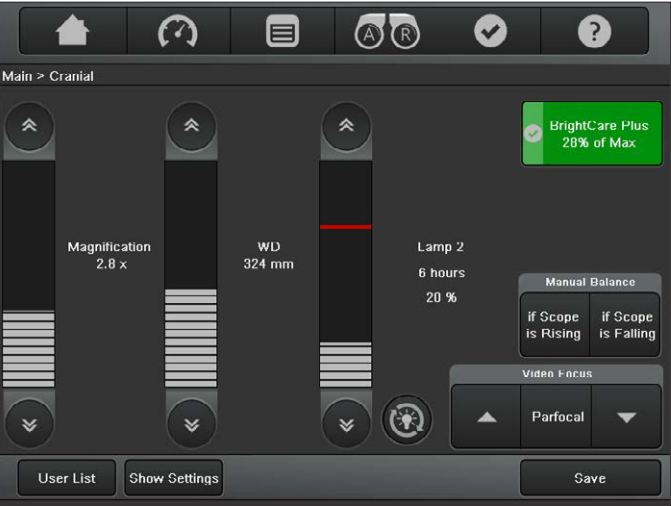 A R
?
Main > Cranial
BrightCare Plus
28% of Max
Magnification
2.8 x
WD
324 mm
Lamp 2
6 hours
20 %
Manual Balance
if Scope
is Rising
if Scope
is Falling
Video Focus
Parfocal
User List
Show Settings
Save